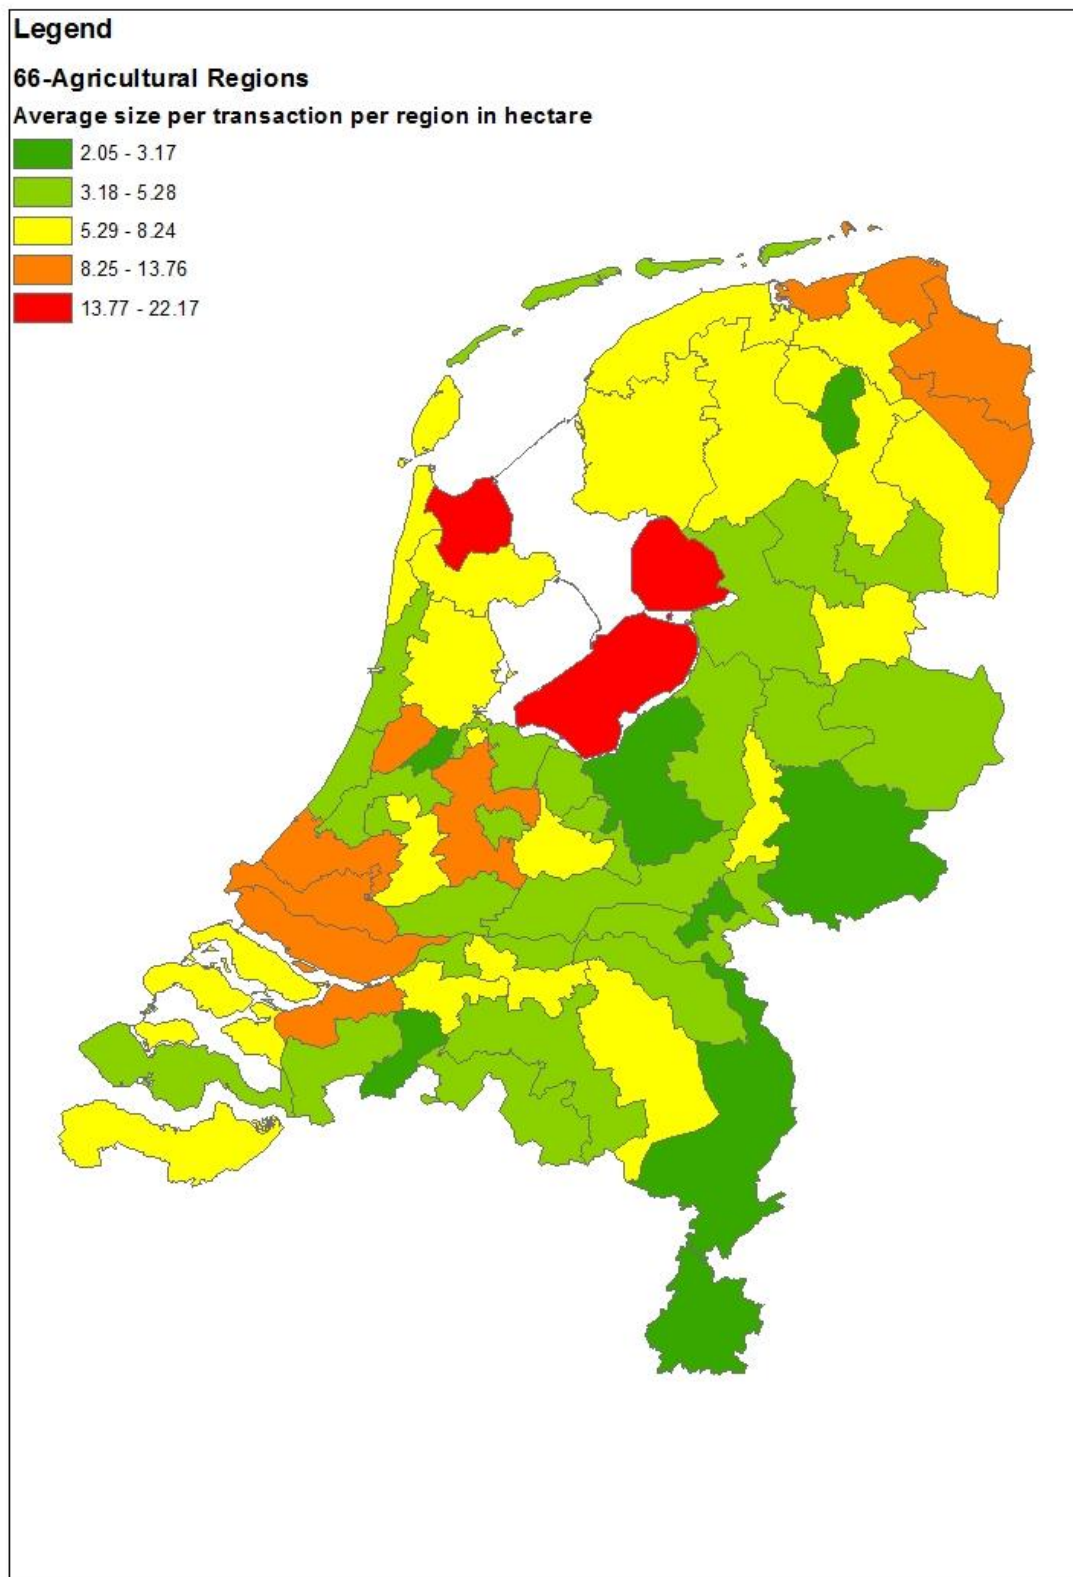 Legend
66-Agricultural Regions
Average size per transaction per region in hectare
2.05 - 3.17
3.18 - 5.28
5.29 - 8.24
8.25 - 13.76
13.77 - 22.17